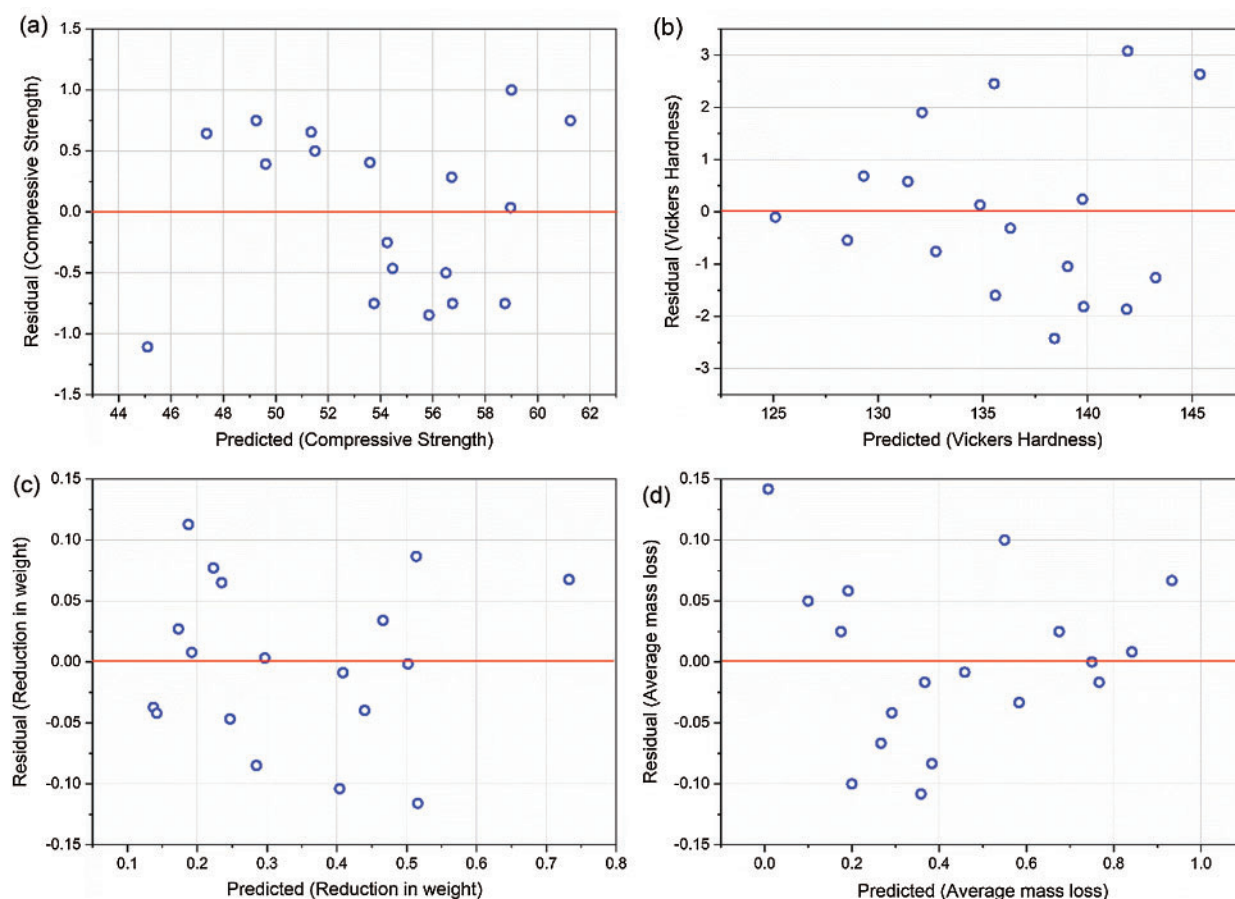 (a)
Residual (Compressive Strength)
1.5
1.0
0.5
0.0
-0.5
-1.0
-1.5
44 46 48 50 52 54 56 58 60 62
Predicted (Compressive Strength)
(b)
Residual (Vickers Hardness)
3
2
1
0
-1
-2
-3
125 130 135 140 145
Predicted (Vickers Hardness)
(c)
Residual (Reduction in weight)
0.15
0.10
0.05
0.00
-0.05
-0.10
-0.15
0.1 0.2 0.3 0.4 0.5 0.6 0.7 0.8
Predicted (Reduction in weight)
(d)
Residual (Average mass loss)
0.15
0.10
0.05
0.00
-0.05
-0.10
-0.15
0.0 0.2 0.4 0.6 0.8 1.0
Predicted (Average mass loss)